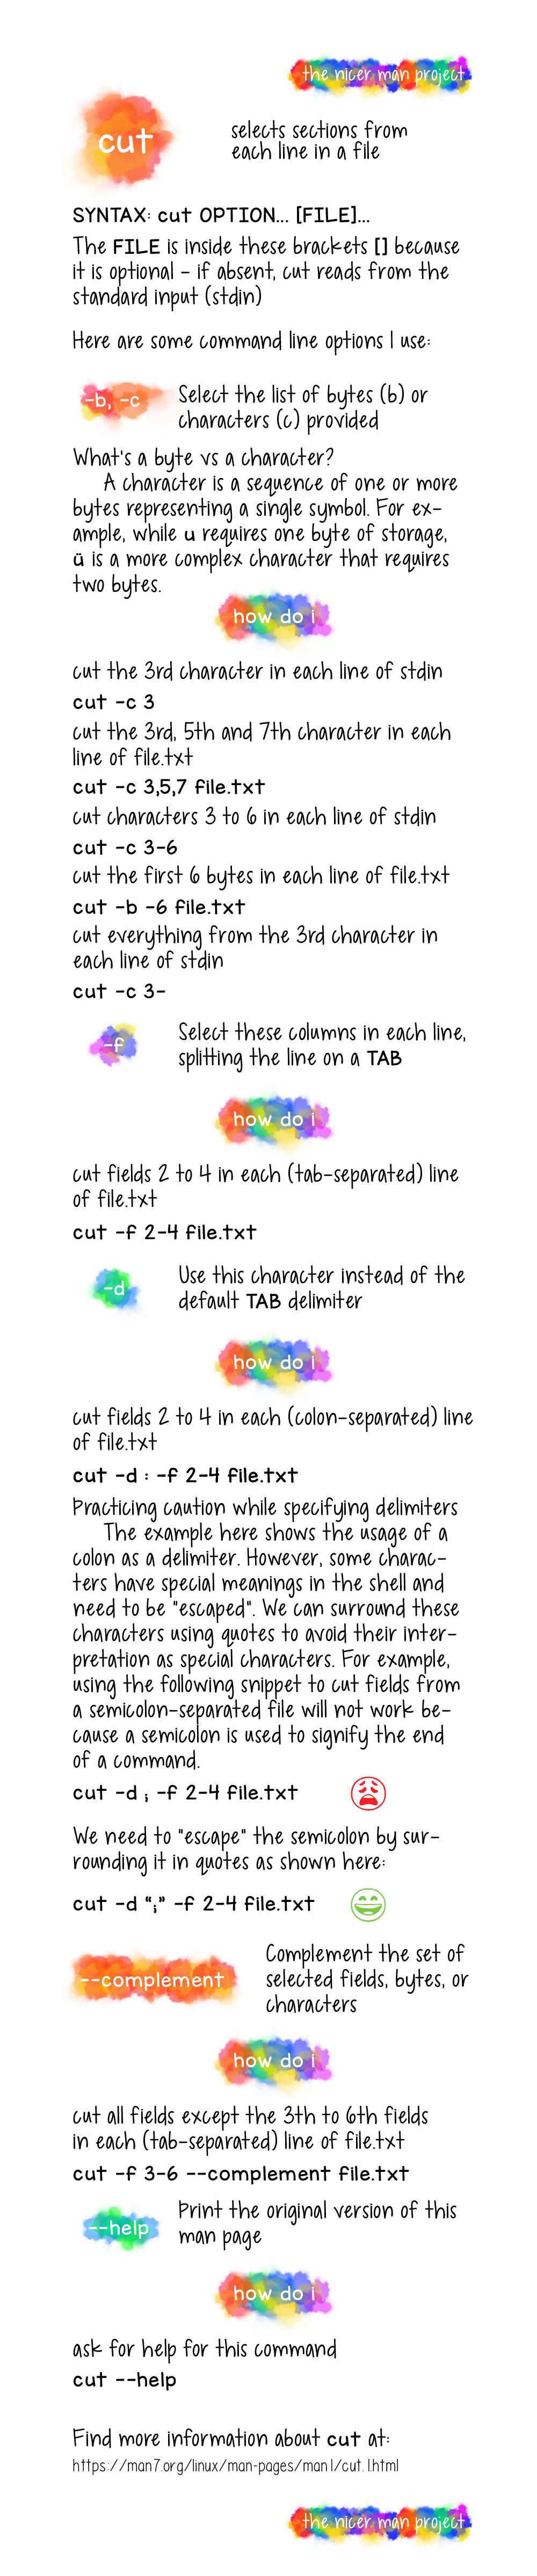 the nicer man project
cut
selects sections from
each line in a file
SYNTAX: cut OPTION... [FILE]...
The FILE is inside these brackets [] because
it is optional - if absent, cut reads from the
standard input (stdin)
Here are some command line options I use:
-b, -c
Select the list of bytes (b) or
characters (c) provided
What's a byte vs a character?
A character is a sequence of one or more
bytes representing a single symbol. For ex-
ample, while u requires one byte of storage,
ü is a more complex character that requires
two bytes.
how do i
cut the 3rd character in each line of stdin
cut -c 3
cut the 3rd, 5th and 7th character in each
line of file.txt
cut -c 3,5,7 file.txt
cut characters 3 to 6 in each line of stdin
cut -c 3-6
cut the first 6 bytes in each line of file.txt
cut -b -6 file.txt
cut everything from the 3rd character in
each line of stdin
cut -c 3-
-f
Select these columns in each line,
splitting the line on a TAB
how do i
cut fields 2 to 4 in each (tab-separated) line
of file.txt
cut -f 2-4 file.txt
-d
Use this character instead of the
default TAB delimiter
how do i
cut fields 2 to 4 in each (colon-separated) line
of file.txt
cut -d : -f 2-4 file.txt
Practicing caution while specifying delimiters
The example here shows the usage of a
colon as a delimiter. However, some charac-
ters have special meanings in the shell and
need to be "escaped". We can surround these
characters using quotes to avoid their inter-
pretation as special characters. For example,
using the following snippet to cut fields from
a semicolon-separated file will not work be-
cause a semicolon is used to signify the end
of a command.
cut -d ; -f 2-4 file.txt
We need to "escape" the semicolon by sur-
rounding it in quotes as shown here:
cut -d “;” -f 2-4 file.txt
--complement
Complement the set of
selected fields, bytes, or
characters
how do i
cut all fields except the 3th to 6th fields
in each (tab-separated) line of file.txt
cut -f 3-6 --complement file.txt
--help
Print the original version of this
man page
how do i
ask for help for this command
cut --help
Find more information about cut at:
https://man7.org/linux/man-pages/man1/cut.1.html
the nicer man project